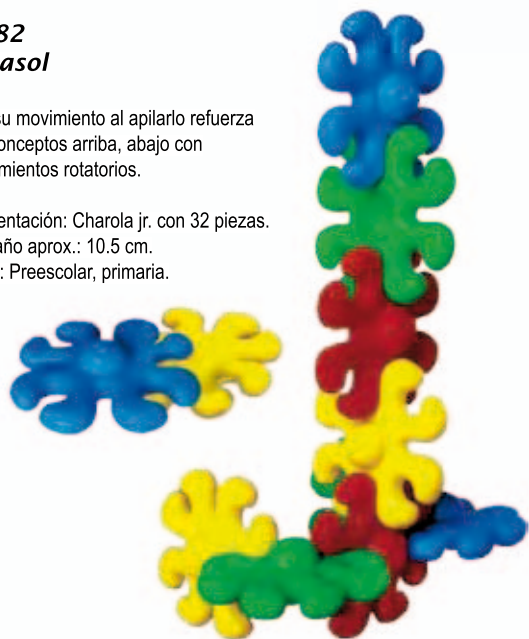 82
asol
su movimiento al apilarlo refuerza
onceptos arriba, abajo con
mientos rotatorios.
entación: Charola jr. con 32 piezas.
año aprox.: 10.5 cm.
: Preescolar, primaria.